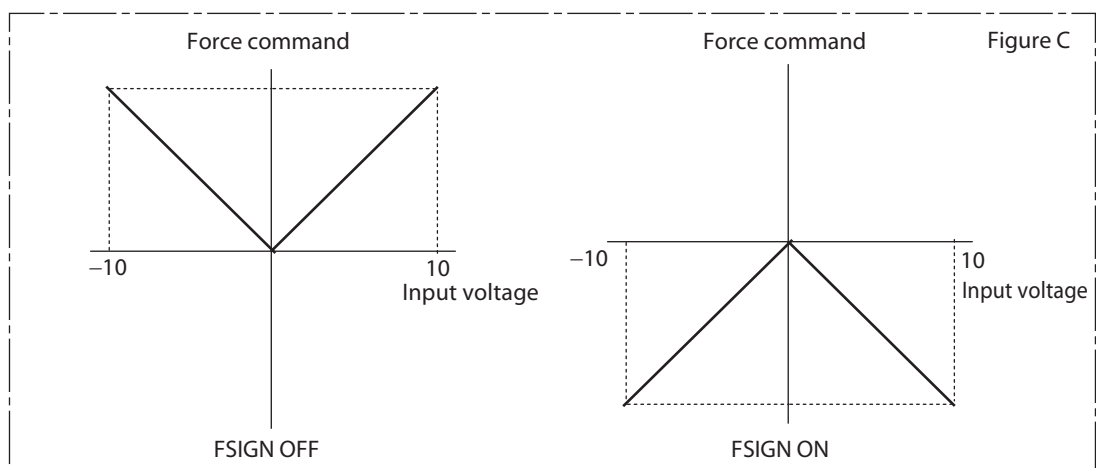 Force command
−10
10
Input voltage
FSIGN OFF
Force command
Figure C
−10
10
Input voltage
FSIGN ON